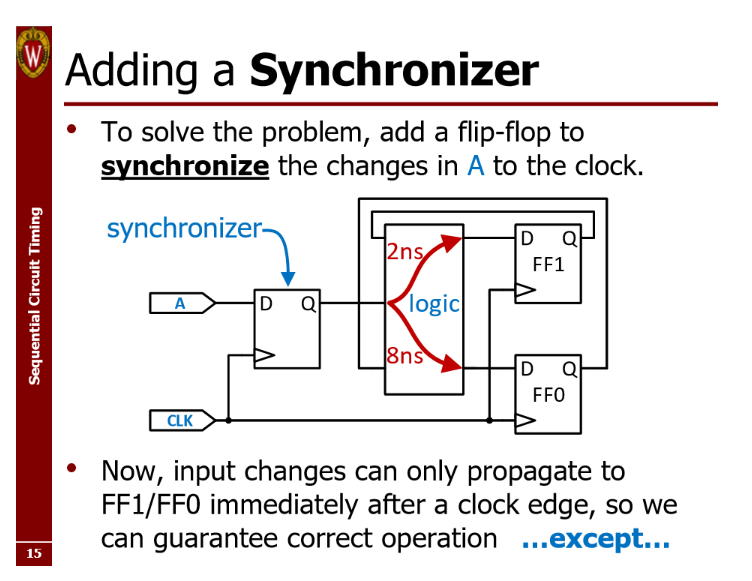 W
Adding a Synchronizer
• To solve the problem, add a flip-flop to
synchronize the changes in A to the clock.
synchronizer
A
D Q
CLK
2ns
logic
8ns
D Q
FF1
D Q
FF0
• Now, input changes can only propagate to
FF1/FF0 immediately after a clock edge, so we
can guarantee correct operation ...except...
Sequential Circuit Timing
15